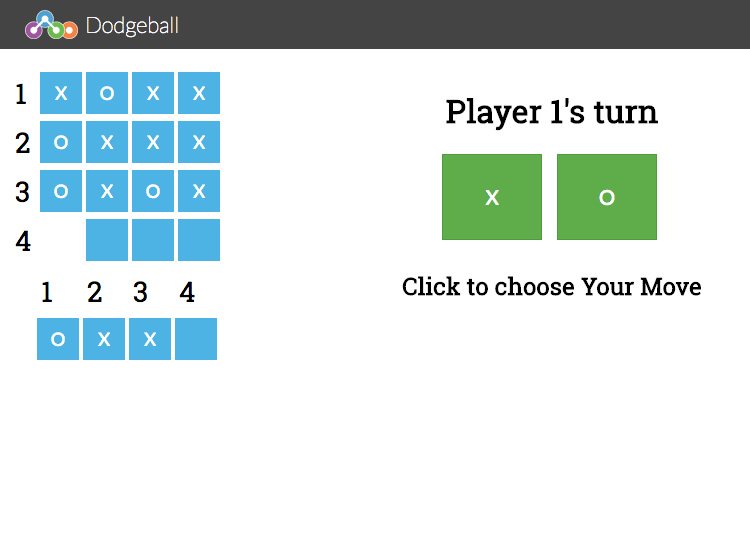 Dodgeball
1 x o x x
2 o x x x
3 o x o x
4
1 2 3 4
o x x
Player 1's turn
x o
Click to choose Your Move